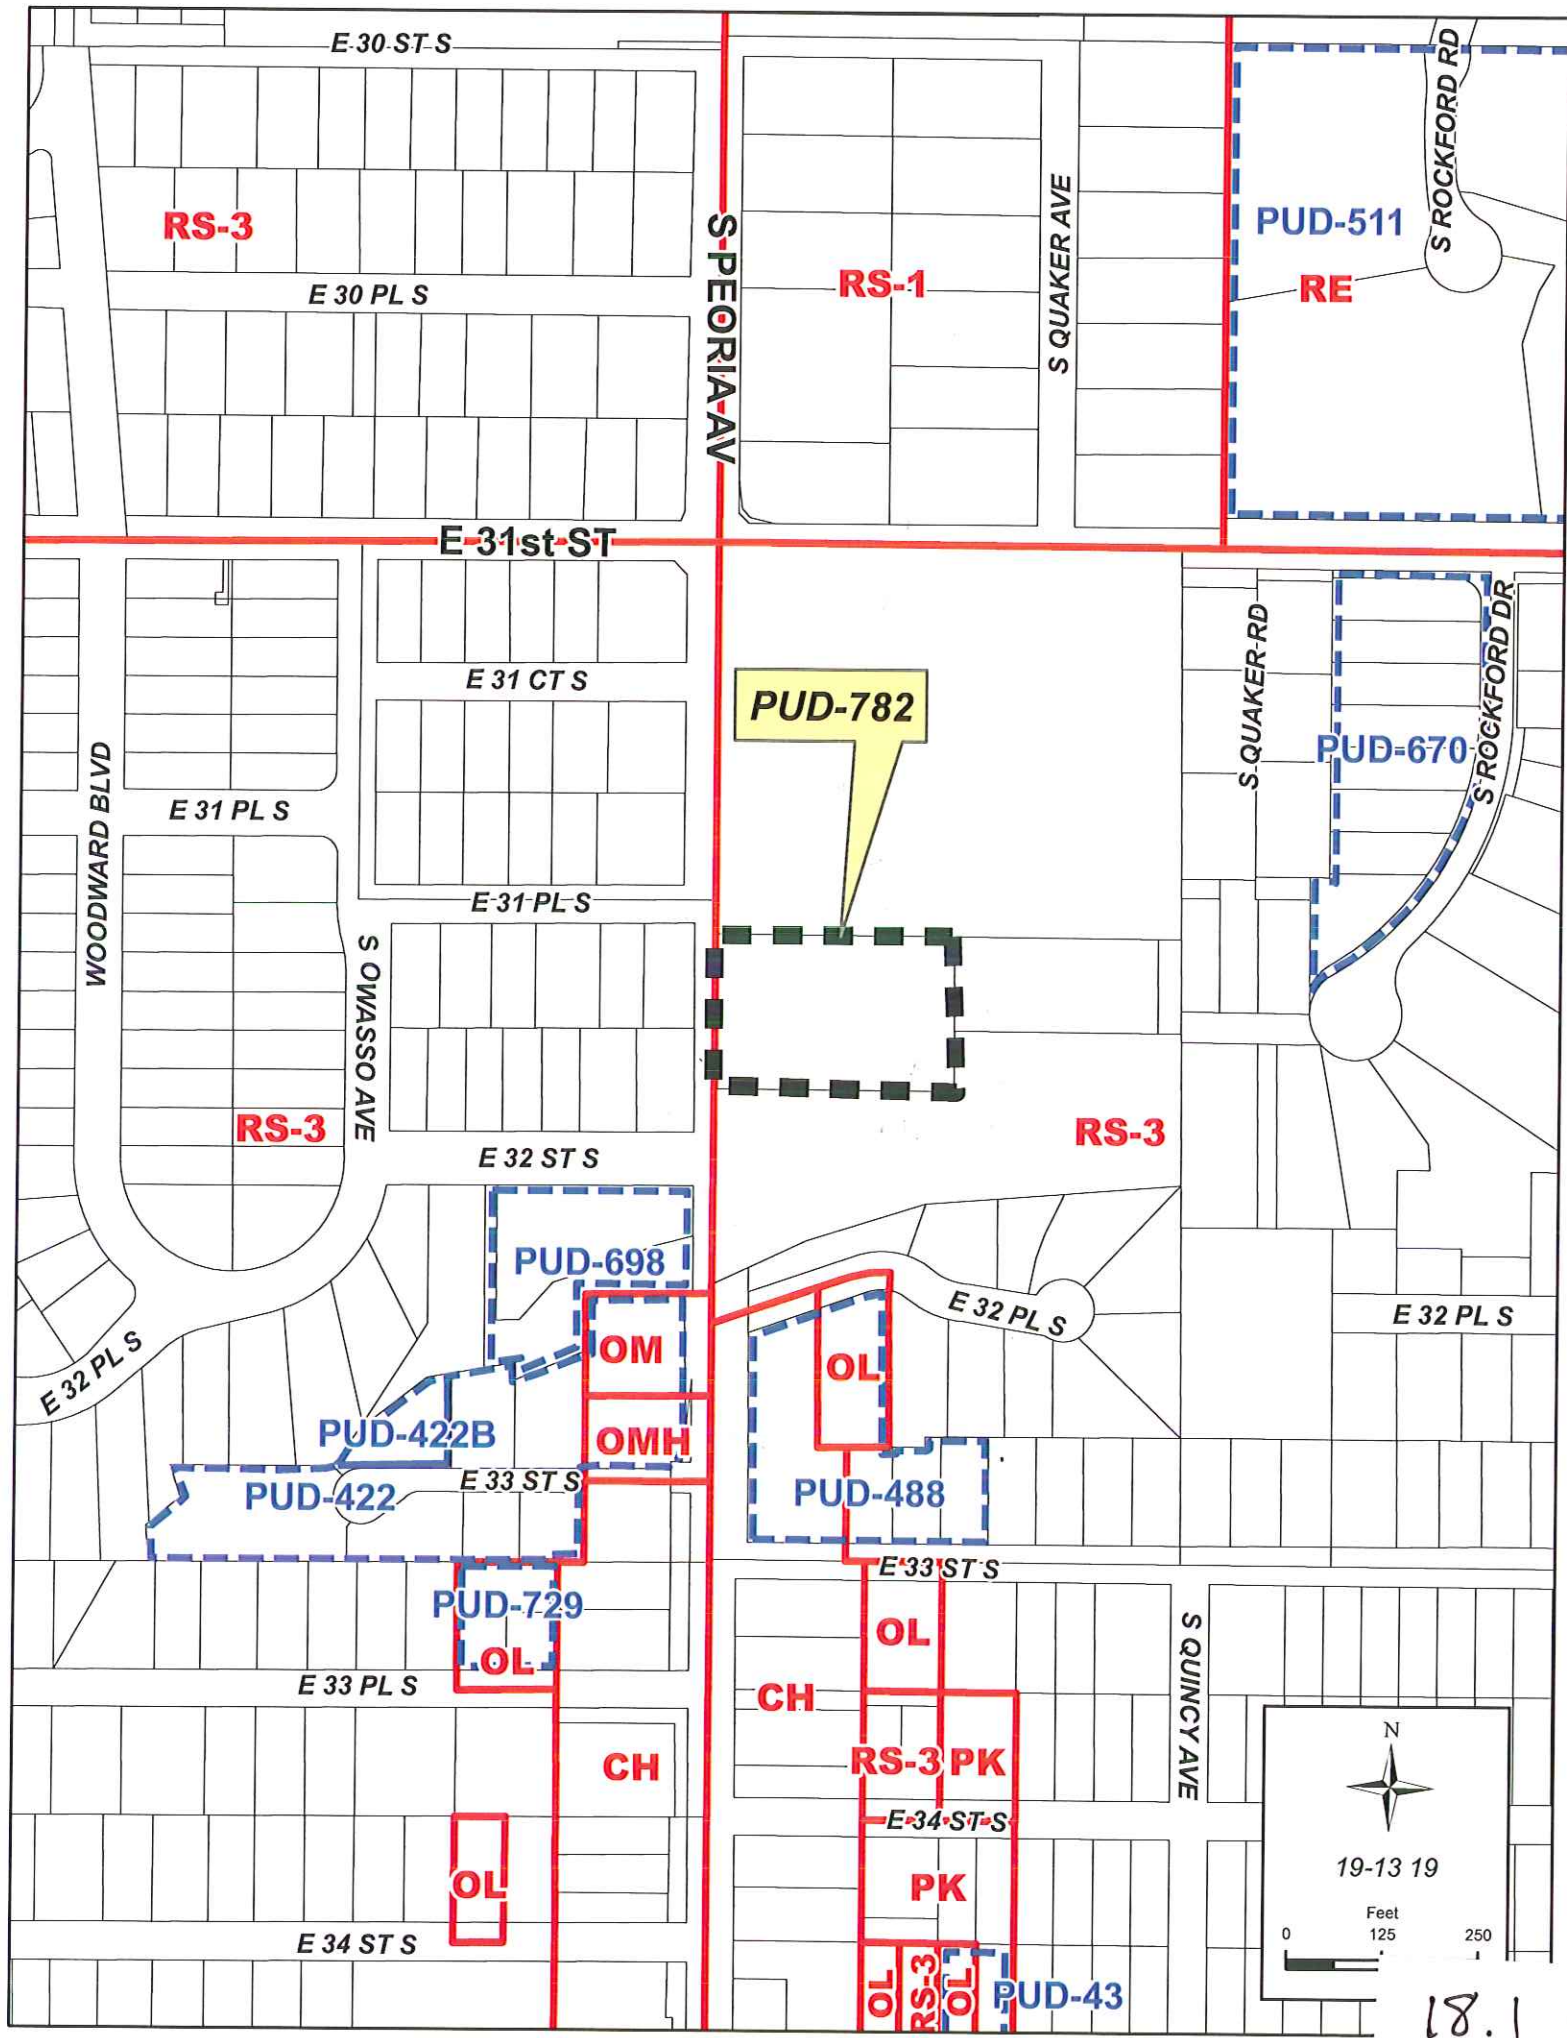 E 30 ST S
S ROCKFORD RD
RS-3
S PEORIA AV
S QUAKER AVE
PUD-511
RS-1
RE
E 30 PL S
E 31st ST
E 31 CT S
PUD-782
S QUAKER RD
S ROCKFORD DR
PUD-670
WOODWARD BLVD
E 31 PL S
E 31 PL S
S OWASSO AVE
RS-3
RS-3
E 32 ST S
PUD-698
E 32 PL S
E 32 PL S
E 32 PL S
OM
OL
PUD-422B
OMH
E 33 ST S
PUD-422
PUD-488
E 33 ST S
PUD-729
OL
OL
E 33 PL S
CH
S QUINCY AVE
CH
RS-3
PK
E 34 ST S
OL
PK
E 34 ST S
OL
RS-3
OL
PUD-43
N
19-13 19
Feet
0 125 250
18.1